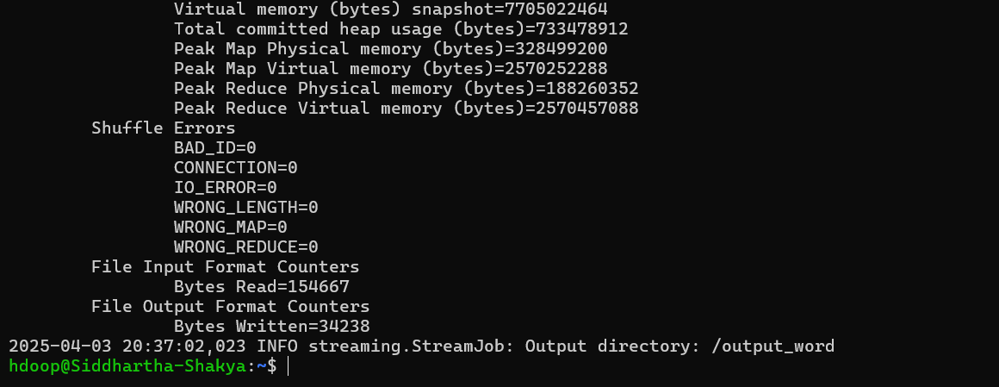 Virtual memory (bytes) snapshot=7705022464
Total committed heap usage (bytes)=733478912
Peak Map Physical memory (bytes)=328499200
Peak Map Virtual memory (bytes)=2570252288
Peak Reduce Physical memory (bytes)=188260352
Peak Reduce Virtual memory (bytes)=2570457088
Shuffle Errors
BAD_ID=0
CONNECTION=0
IO_ERROR=0
WRONG_LENGTH=0
WRONG_MAP=0
WRONG_REDUCE=0
File Input Format Counters
Bytes Read=154667
File Output Format Counters
Bytes Written=34238
2025-04-03 20:37:02,023 INFO streaming.StreamJob: Output directory: /output_word
hdoop@Siddhartha-Shakya:~$